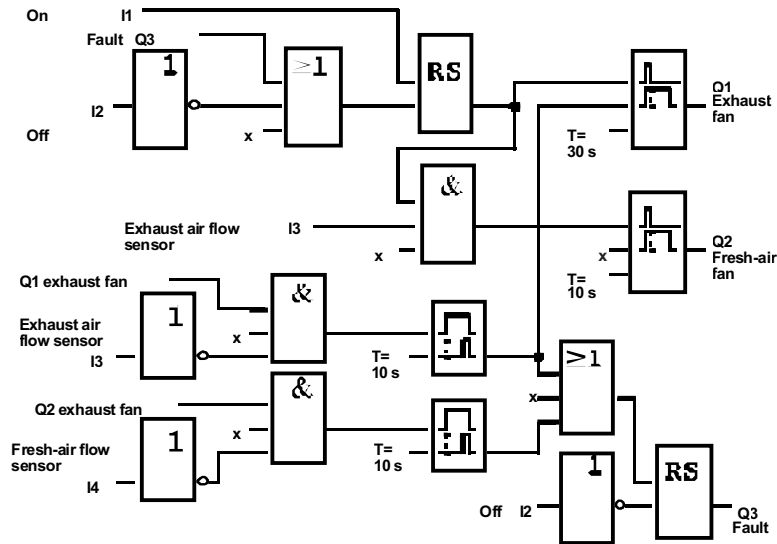 On I1
Fault Q3
1
≥1
RS
I2
Off
x
Q1
Exhaust
fan
T=
30 s
&
Exhaust air flow
sensor
I3
x
x
Q2
Fresh-air
fan
T=
10 s
Q1 exhaust fan
&
1
Exhaust air
flow sensor
x
I3
T=
10 s
≥1
Q2 exhaust fan
&
x
x
1
Fresh-air flow
sensor
T=
10 s
I4
1
RS
Off I2
Q3
Fault